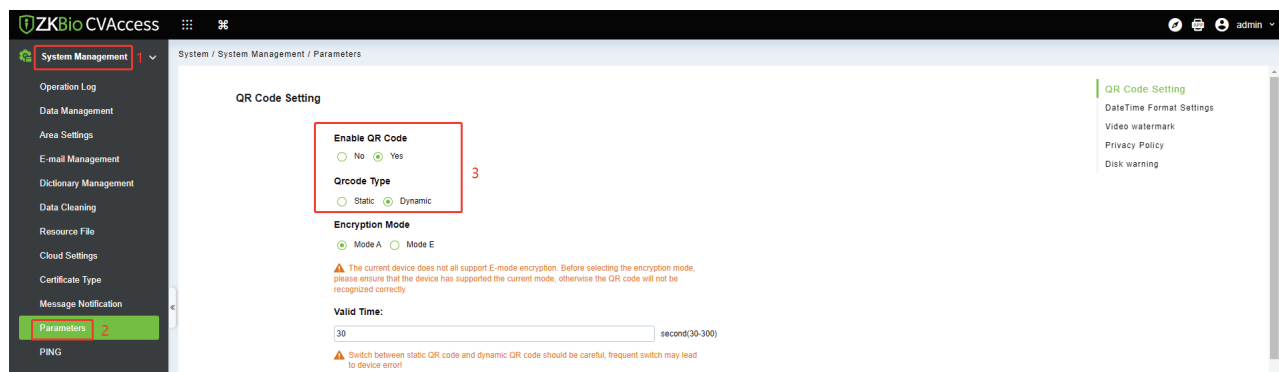 ZKBio CVAccess
admin
System Management 1
System / System Management / Parameters
Operation Log
Data Management
Area Settings
E-mail Management
Dictionary Management
Data Cleaning
Resource File
Cloud Settings
Certificate Type
Message Notification
Parameters 2
PING
QR Code Setting
Enable QR Code
No Yes
3
Qrcode Type
Static Dynamic
Encryption Mode
Mode A Mode E
The current device does not all support E-mode encryption. Before selecting the encryption mode,
please ensure that the device has supported the current mode, otherwise the QR code will not be
recognized correctly
Valid Time:
30 second(30-300)
Switch between static QR code and dynamic QR code should be careful, frequent switch may lead
to device error!
QR Code Setting
DateTime Format Settings
Video watermark
Privacy Policy
Disk warning